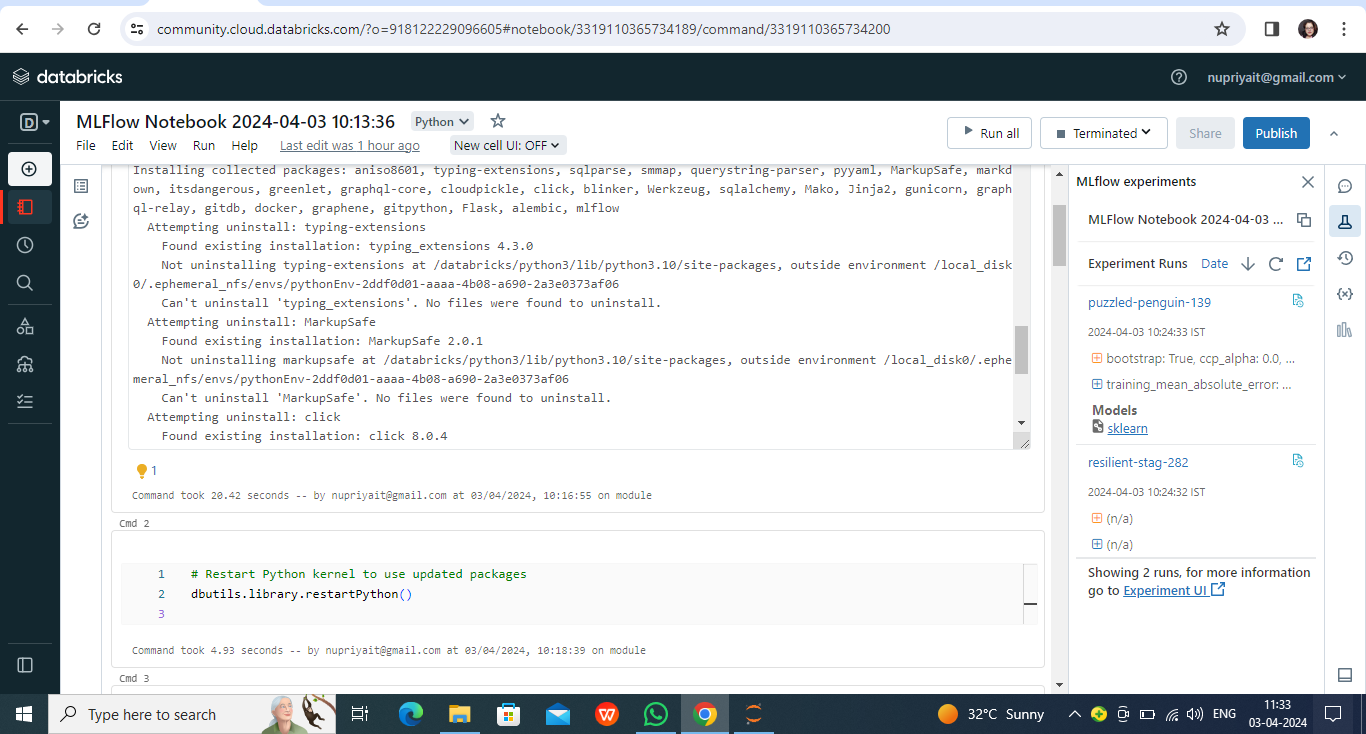 community.cloud.databricks.com/?o=918122229096605#notebook/3319110365734189/command/3319110365734200
databricks
nupriyait@gmail.com
D
MLFlow Notebook 2024-04-03 10:13:36
Python
File Edit View Run Help
Last edit was 1 hour ago
New cell UI: OFF
Run all
Terminated
Share
Publish
Installing collected packages: aniso8601, typing-extensions, sqlparse, smmap, querystring-parser, pyyaml, MarkupSafe, markd
own, itsdangerous, greenlet, graphql-core, cloudpickle, click, blinker, Werkzeug, sqlalchemy, Mako, Jinja2, gunicorn, graph
ql-relay, gitdb, docker, graphene, gitpython, Flask, alembic, mlflow
Attempting uninstall: typing-extensions
Found existing installation: typing_extensions 4.3.0
Not uninstalling typing-extensions at /databricks/python3/lib/python3.10/site-packages, outside environment /local_disk
0/.ephemeral_nfs/envs/pythonEnv-2ddf0d01-aaaa-4b08-a690-2a3e0373af06
Can't uninstall 'typing_extensions'. No files were found to uninstall.
Attempting uninstall: MarkupSafe
Found existing installation: MarkupSafe 2.0.1
Not uninstalling markupsafe at /databricks/python3/lib/python3.10/site-packages, outside environment /local_disk0/.ephe
meral_nfs/envs/pythonEnv-2ddf0d01-aaaa-4b08-a690-2a3e0373af06
Can't uninstall 'MarkupSafe'. No files were found to uninstall.
Attempting uninstall: click
Found existing installation: click 8.0.4
1
Command took 20.42 seconds -- by nupriyait@gmail.com at 03/04/2024, 10:16:55 on module
Cmd 2
1 # Restart Python kernel to use updated packages
2 dbutils.library.restartPython()
3
Command took 4.93 seconds -- by nupriyait@gmail.com at 03/04/2024, 10:18:39 on module
Cmd 3
MLflow experiments
MLFlow Notebook 2024-04-03 ...
Experiment Runs Date
puzzled-penguin-139
2024-04-03 10:24:33 IST
bootstrap: True, ccp_alpha: 0.0, ...
training_mean_absolute_error: ...
Models
sklearn
resilient-stag-282
2024-04-03 10:24:32 IST
(n/a)
(n/a)
Showing 2 runs, for more information
go to Experiment UI
Type here to search
32°C Sunny
ENG
11:33
03-04-2024